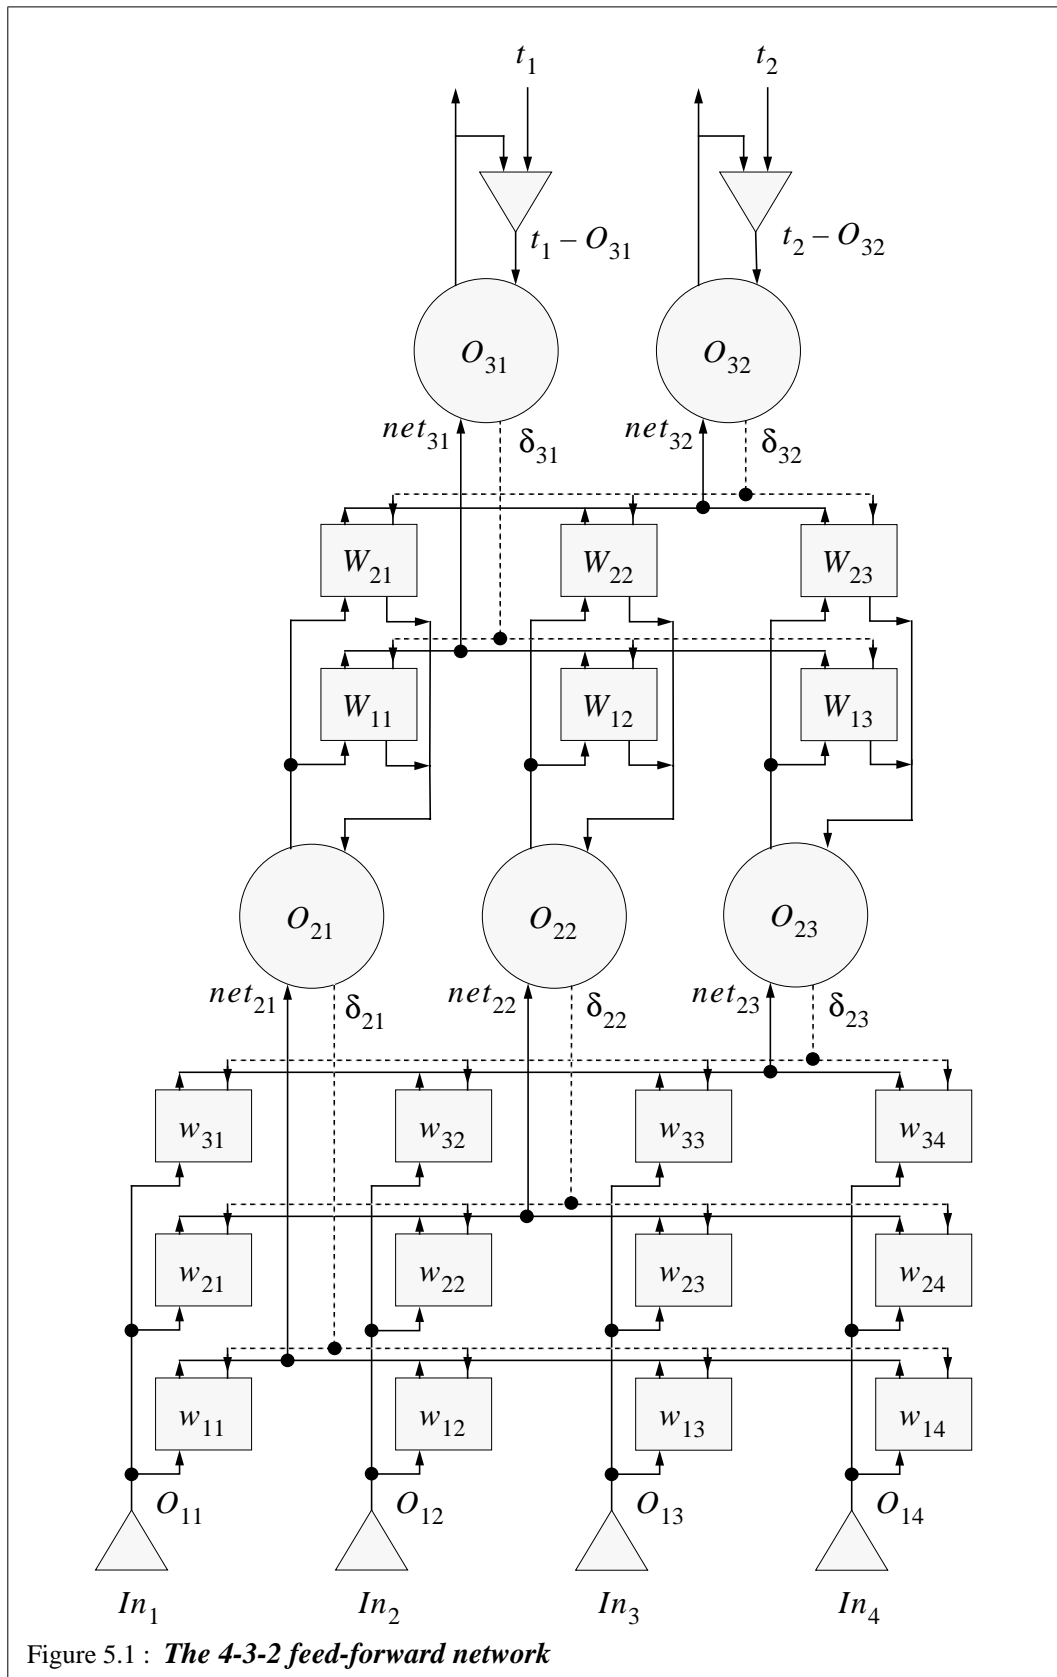 t₁ t₂
t₁ – O₃₁ t₂ – O₃₂
O₃₁ O₃₂
net₃₁ δ₃₁ net₃₂ δ₃₂
W₂₁ W₂₂ W₂₃
W₁₁ W₁₂ W₁₃
O₂₁ O₂₂ O₂₃
net₂₁ δ₂₁ net₂₂ δ₂₂ net₂₃ δ₂₃
w₃₁ w₃₂ w₃₃ w₃₄
w₂₁ w₂₂ w₂₃ w₂₄
w₁₁ w₁₂ w₁₃ w₁₄
O₁₁ O₁₂ O₁₃ O₁₄
In₁ In₂ In�3 In₄
Figure 5.1 : The 4-3-2 feed-forward network